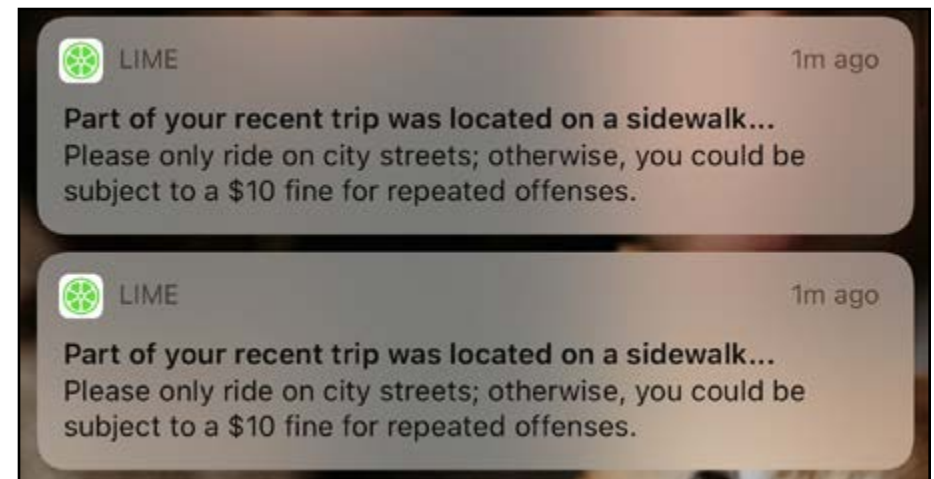 LIME 1m ago
Part of your recent trip was located on a sidewalk...
Please only ride on city streets; otherwise, you could be
subject to a $10 fine for repeated offenses.
LIME 1m ago
Part of your recent trip was located on a sidewalk...
Please only ride on city streets; otherwise, you could be
subject to a $10 fine for repeated offenses.